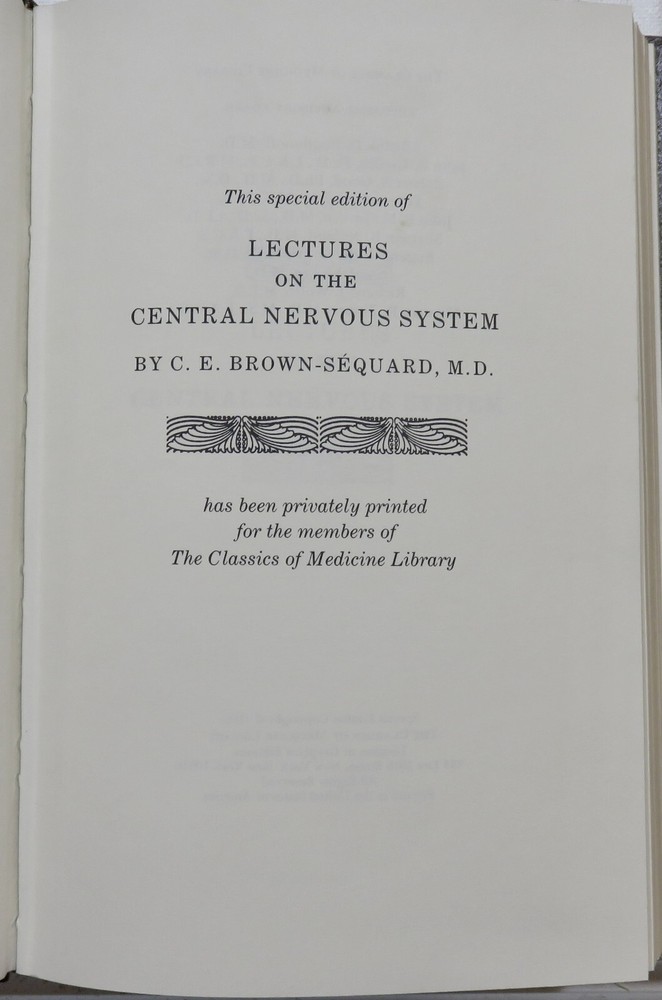 This special edition of
LECTURES
ON THE
CENTRAL NERVOUS SYSTEM
BY C. E. BROWN-SÉQUARD, M.D.
has been privately printed
for the members of
The Classics of Medicine Library